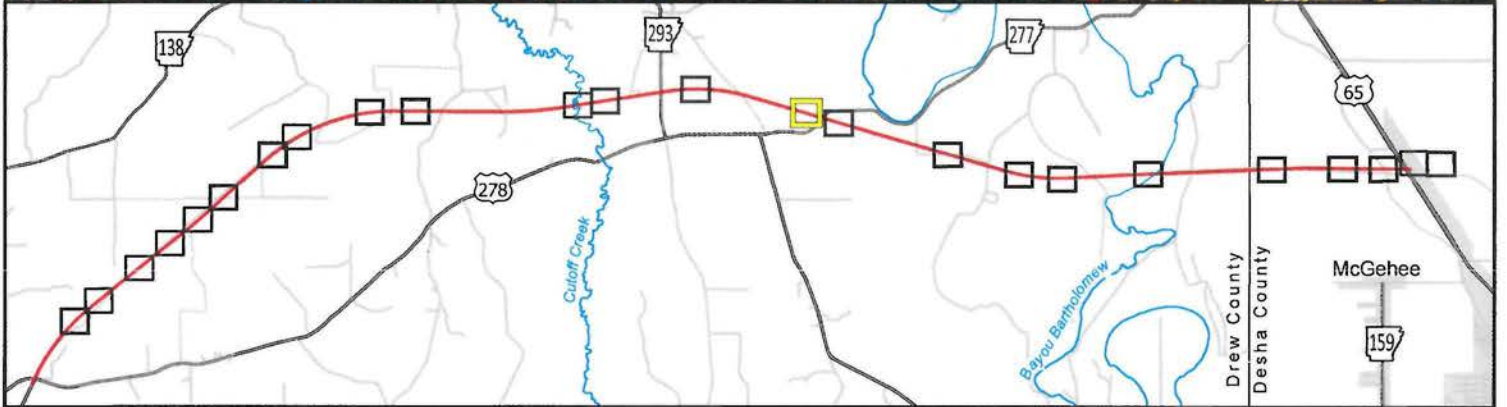 138
293
277
65
278
Cutoff Creek
Bayou Bartholomew
Drew County
Desha County
McGehee
159